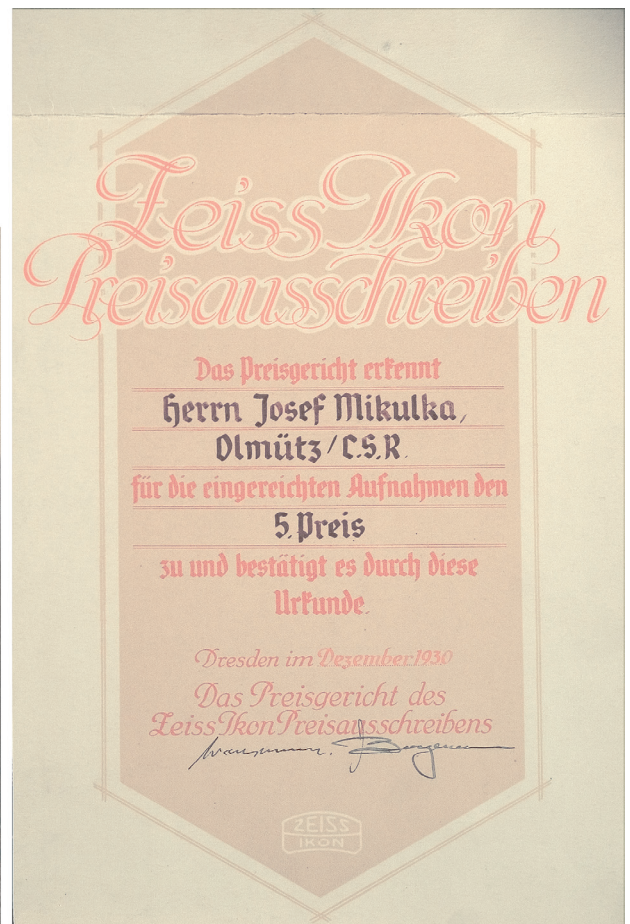 Zeiss Ikon
Preisausschreiben
Das Preisgericht erkennt
Herrn Josef Mikulka,
Olmütz/C.S.R.
für die eingereichten Aufnahmen den
5. Preis
zu und bestätigt es durch diese
Urkunde.
Dresden im Dezember 1930
Das Preisgericht des
Zeiss Ikon Preisausschreibens
ZEISS
IKON